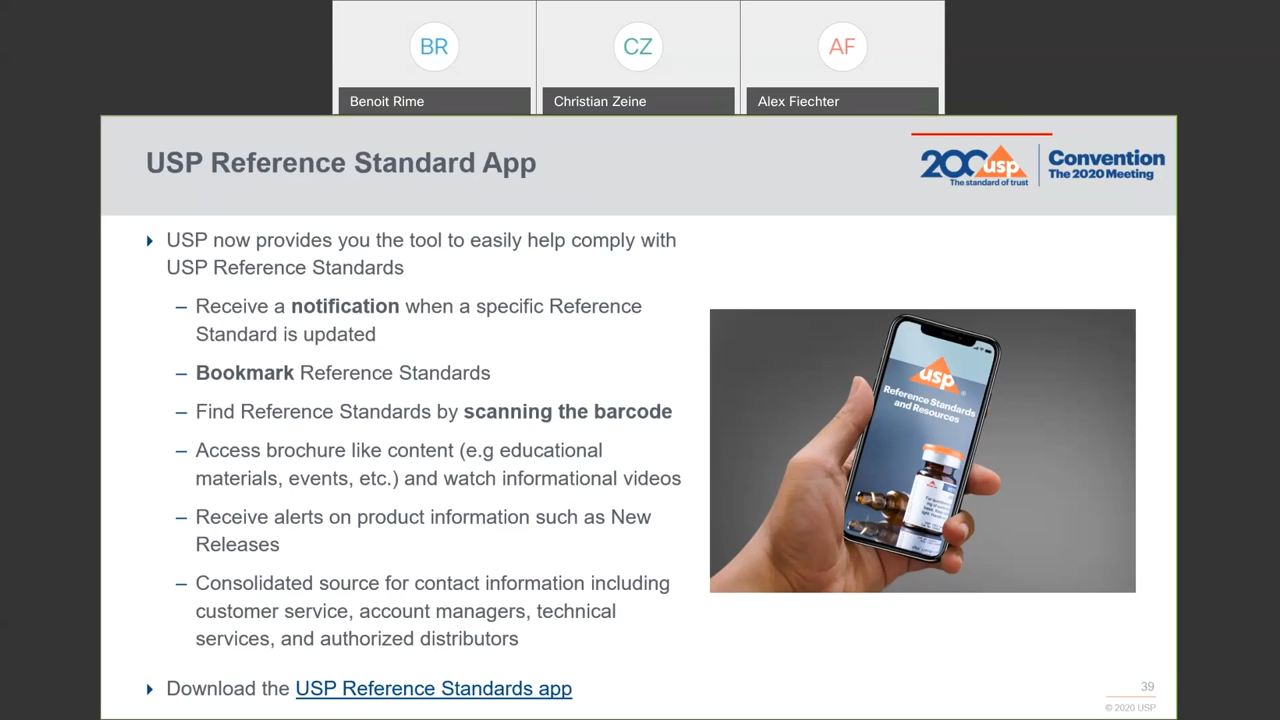 BR
CZ
AF
Benoit Rime
Christian Zeine
Alex Fiechter
USP Reference Standard App
200 usp
The standard of trust
Convention
The 2020 Meeting
USP now provides you the tool to easily help comply with
USP Reference Standards
– Receive a notification when a specific Reference
Standard is updated
– Bookmark Reference Standards
– Find Reference Standards by scanning the barcode
– Access brochure like content (e.g educational
materials, events, etc.) and watch informational videos
– Receive alerts on product information such as New
Releases
– Consolidated source for contact information including
customer service, account managers, technical
services, and authorized distributors
Download the USP Reference Standards app
usp
Reference Standards
and Resources
39
© 2020 USP